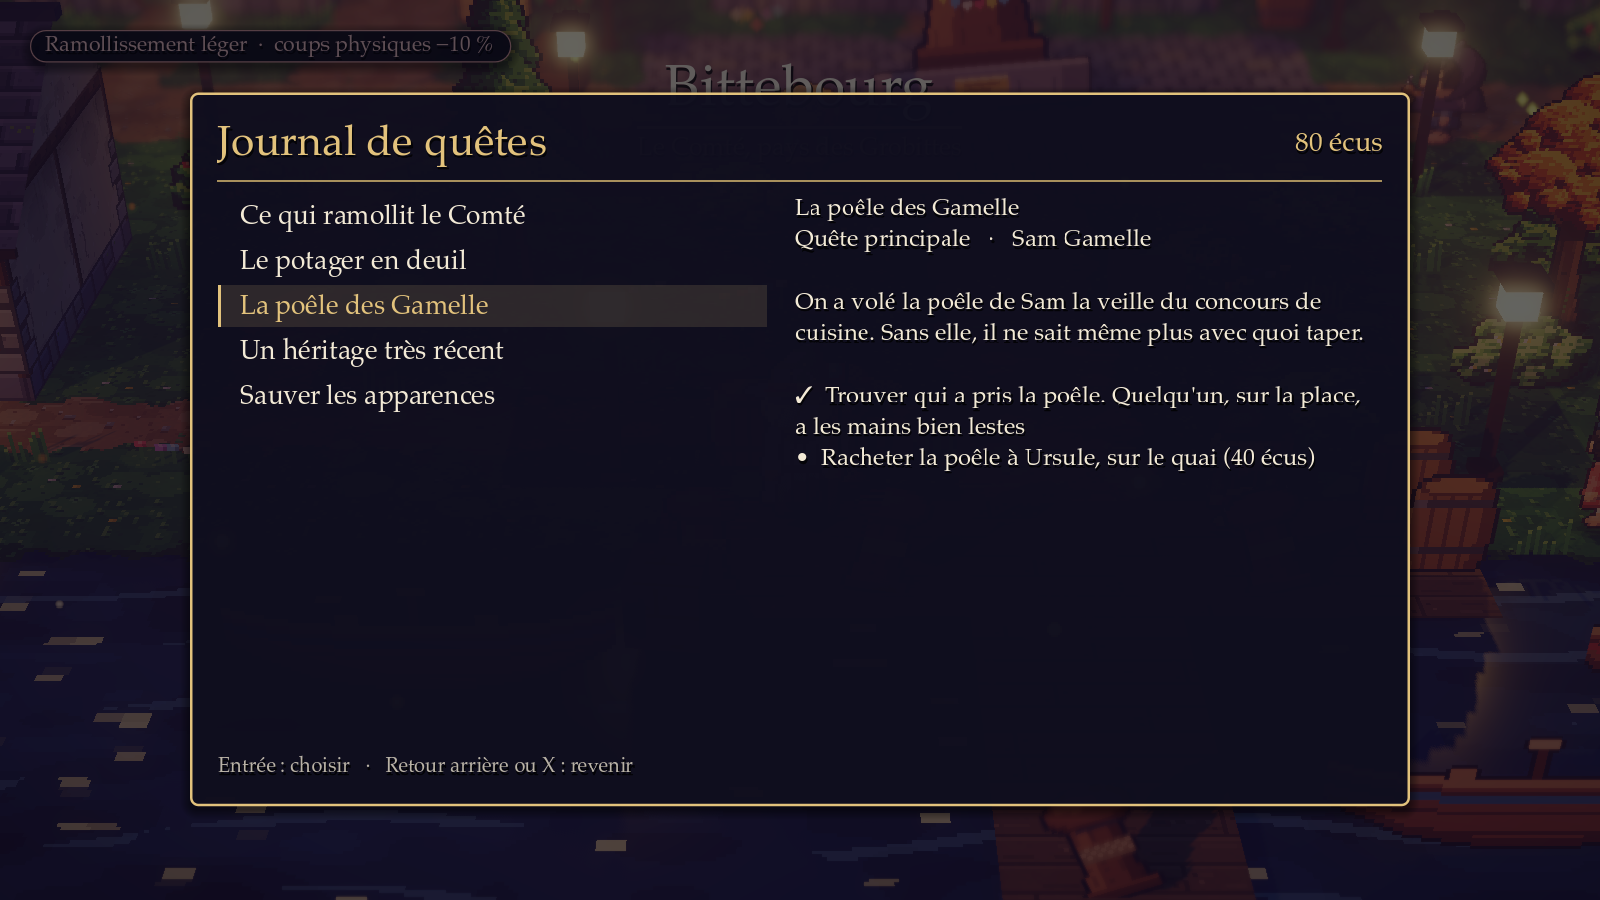 Ramollissement léger · coups physiques −10 %
Bittebourg
Journal de quêtes
80 écus
Ce qui ramollit le Comté
Le potager en deuil
La poêle des Gamelle
Un héritage très récent
Sauver les apparences
La poêle des Gamelle
Quête principale · Sam Gamelle
On a volé la poêle de Sam la veille du concours de
cuisine. Sans elle, il ne sait même plus avec quoi taper.
✓ Trouver qui a pris la poêle. Quelqu'un, sur la place,
a les mains bien lestes
• Racheter la poêle à Ursule, sur le quai (40 écus)
Entrée : choisir · Retour arrière ou X : revenir